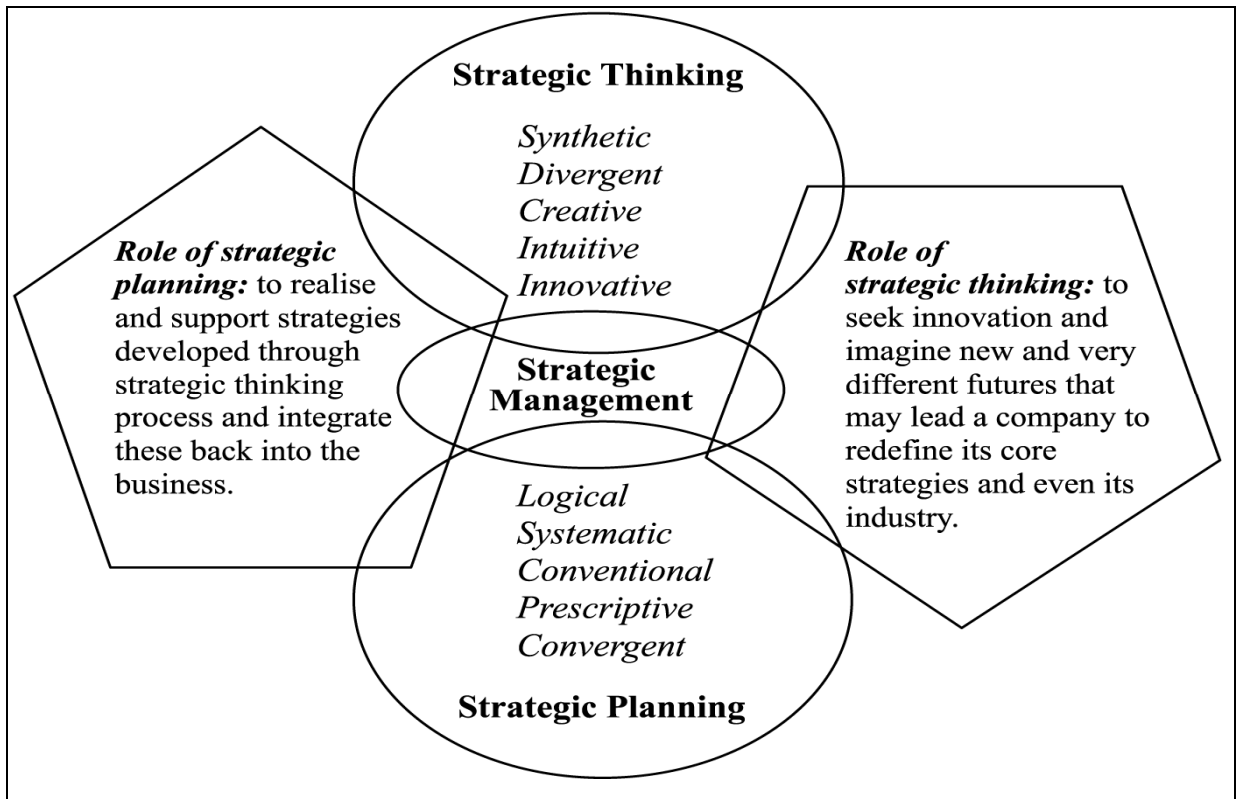 Strategic Thinking
Synthetic
Divergent
Creative
Intuitive
Innovative
Role of strategic
planning: to realise
and support strategies
developed through
strategic thinking
process and integrate
these back into the
business.
Strategic
Management
Role of
strategic thinking: to
seek innovation and
imagine new and very
different futures that
may lead a company to
redefine its core
strategies and even its
industry.
Logical
Systematic
Conventional
Prescriptive
Convergent
Strategic Planning